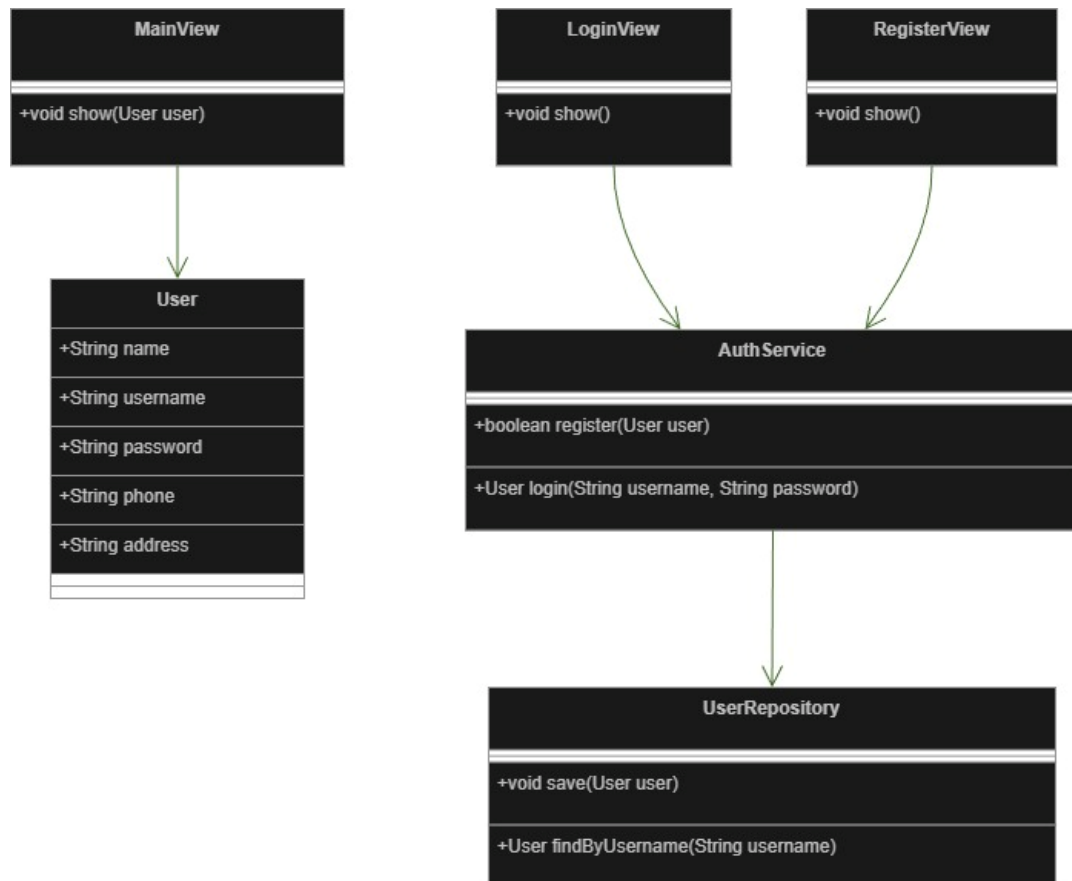 MainView
+void show(User user)
LoginView
+void show()
RegisterView
+void show()
User
+String name
+String username
+String password
+String phone
+String address
AuthService
+boolean register(User user)
+User login(String username, String password)
UserRepository
+void save(User user)
+User findByUsername(String username)